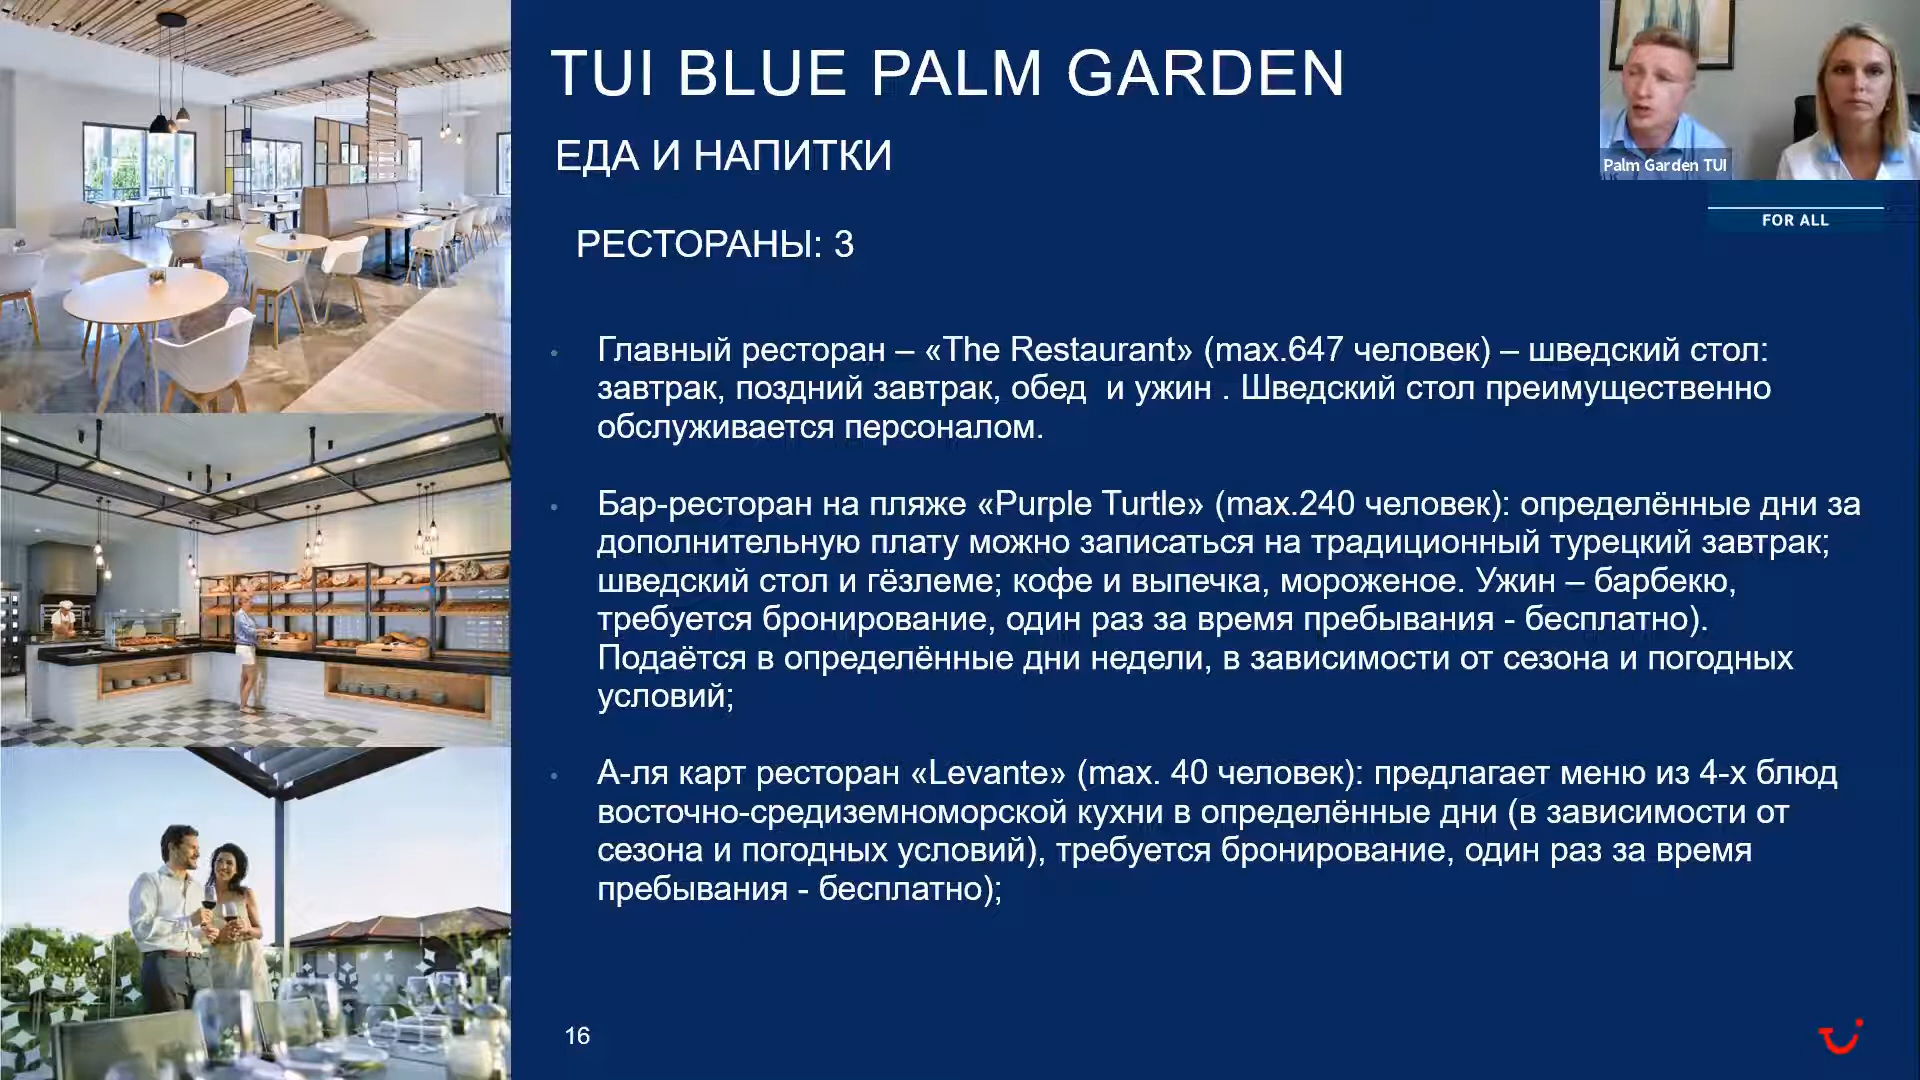 TUI BLUE PALM GARDEN
ЕДА И НАПИТКИ
Palm Garden TUI
FOR ALL
РЕСТОРАНЫ: 3
• Главный ресторан – «The Restaurant» (max.647 человек) – шведский стол:
завтрак, поздний завтрак, обед  и ужин . Шведский стол преимущественно
обслуживается персоналом.
• Бар-ресторан на пляже «Purple Turtle» (max.240 человек): определённые дни за
дополнительную плату можно записаться на традиционный турецкий завтрак;
шведский стол и гёзлеме; кофе и выпечка, мороженое. Ужин – барбекю,
требуется бронирование, один раз за время пребывания - бесплатно).
Подаётся в определённые дни недели, в зависимости от сезона и погодных
условий;
• А-ля карт ресторан «Levante» (max. 40 человек): предлагает меню из 4-х блюд
восточно-средиземноморской кухни в определённые дни (в зависимости от
сезона и погодных условий), требуется бронирование, один раз за время
пребывания - бесплатно);
16